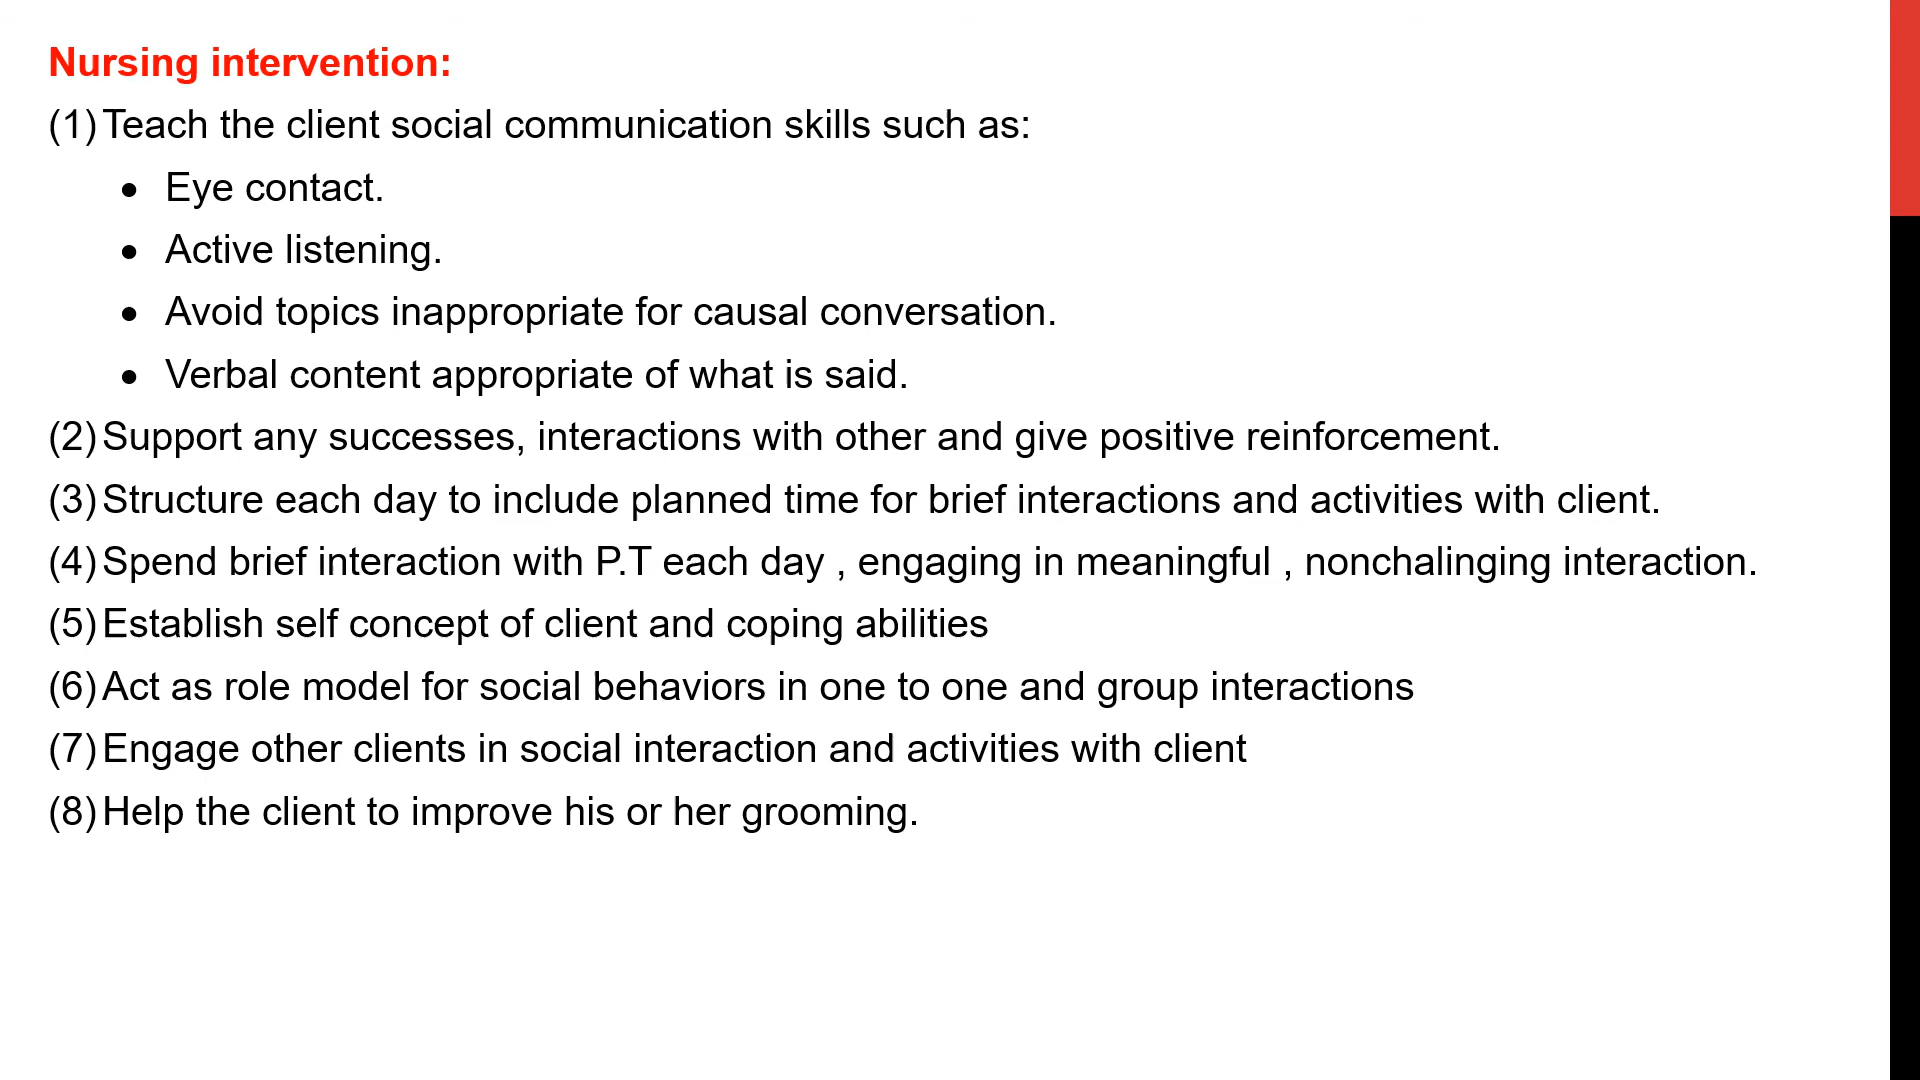 Nursing intervention:
(1) Teach the client social communication skills such as:
• Eye contact.
• Active listening.
• Avoid topics inappropriate for causal conversation.
• Verbal content appropriate of what is said.
(2) Support any successes, interactions with other and give positive reinforcement.
(3) Structure each day to include planned time for brief interactions and activities with client.
(4) Spend brief interaction with P.T each day , engaging in meaningful , nonchalinging interaction.
(5) Establish self concept of client and coping abilities
(6) Act as role model for social behaviors in one to one and group interactions
(7) Engage other clients in social interaction and activities with client
(8) Help the client to improve his or her grooming.